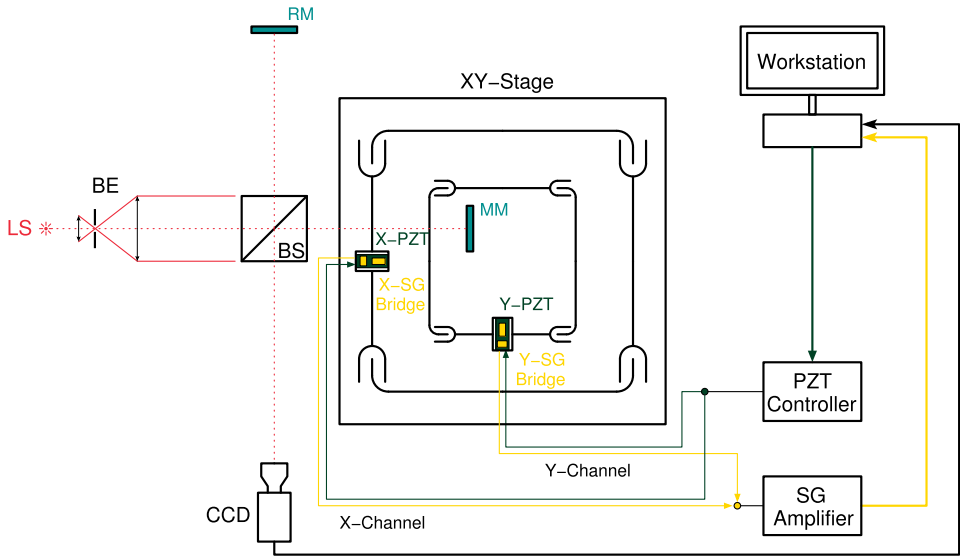 RM
Workstation
XY−Stage
BE
LS
BS
MM
X−PZT
X−SG
Bridge
Y−PZT
Y−SG
Bridge
PZT
Controller
Y−Channel
SG
Amplifier
CCD
X−Channel